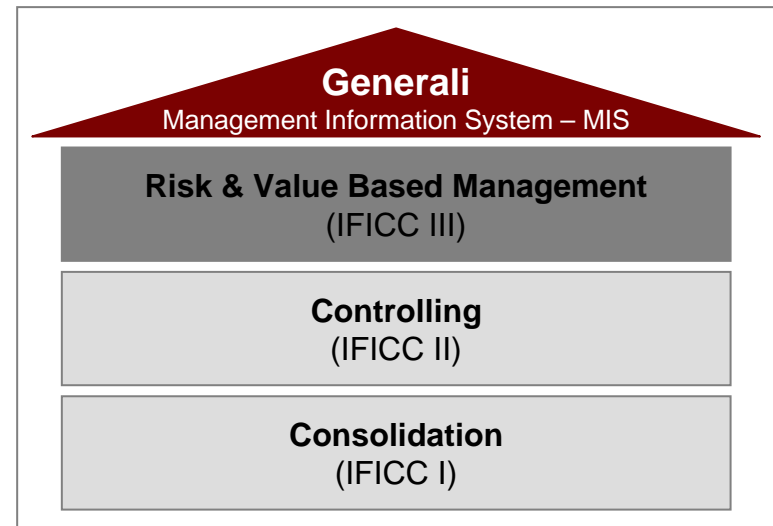 Generali
Management Information System – MIS
Risk & Value Based Management
(IFICC III)
Controlling
(IFICC II)
Consolidation
(IFICC I)